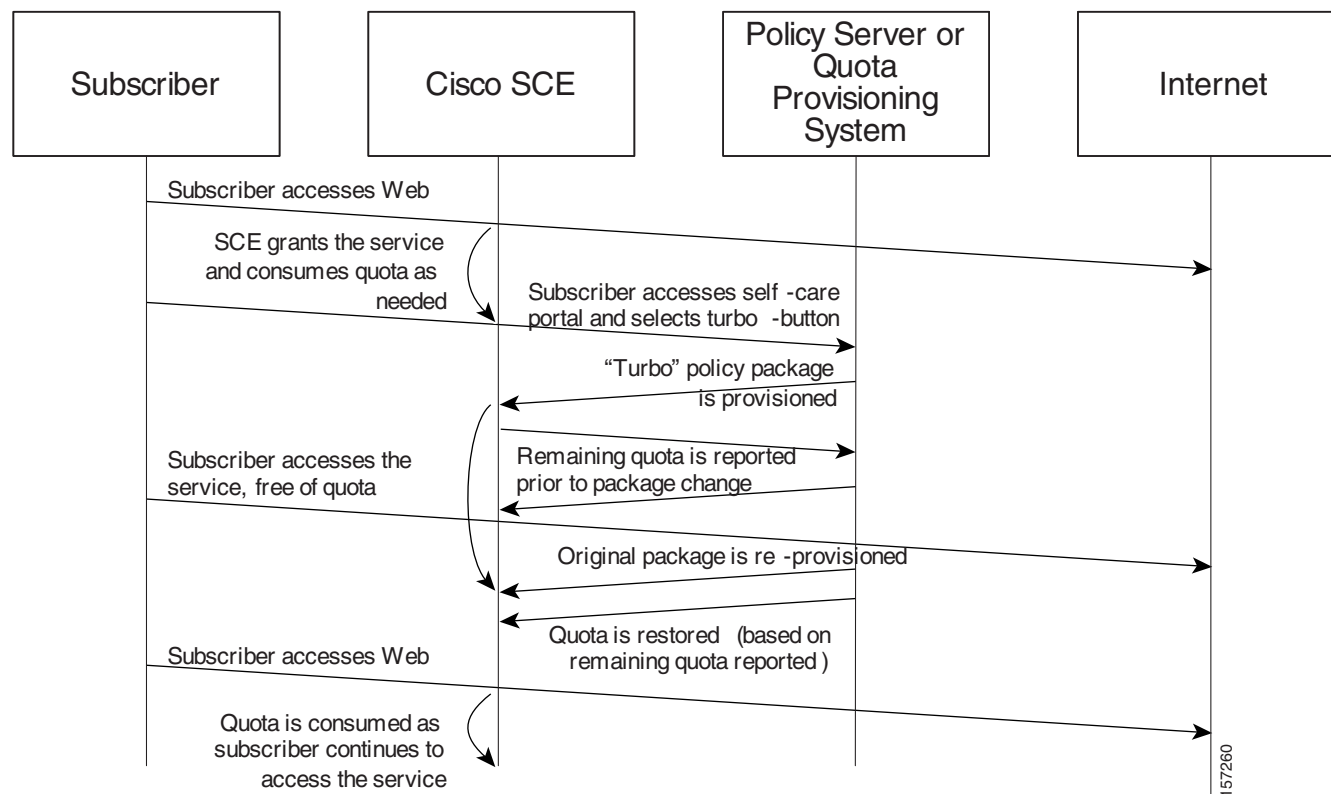 Subscriber
Cisco SCE
Policy Server or
Quota
Provisioning
System
Internet
Subscriber accesses Web
SCE grants the service
and consumes quota as
needed
Subscriber accesses self -care
portal and selects turbo -button
“Turbo” policy package
is provisioned
Subscriber accesses the
service, free of quota
Remaining quota is reported
prior to package change
Original package is re -provisioned
Quota is restored (based on
remaining quota reported )
Subscriber accesses Web
Quota is consumed as
subscriber continues to
access the service
157260